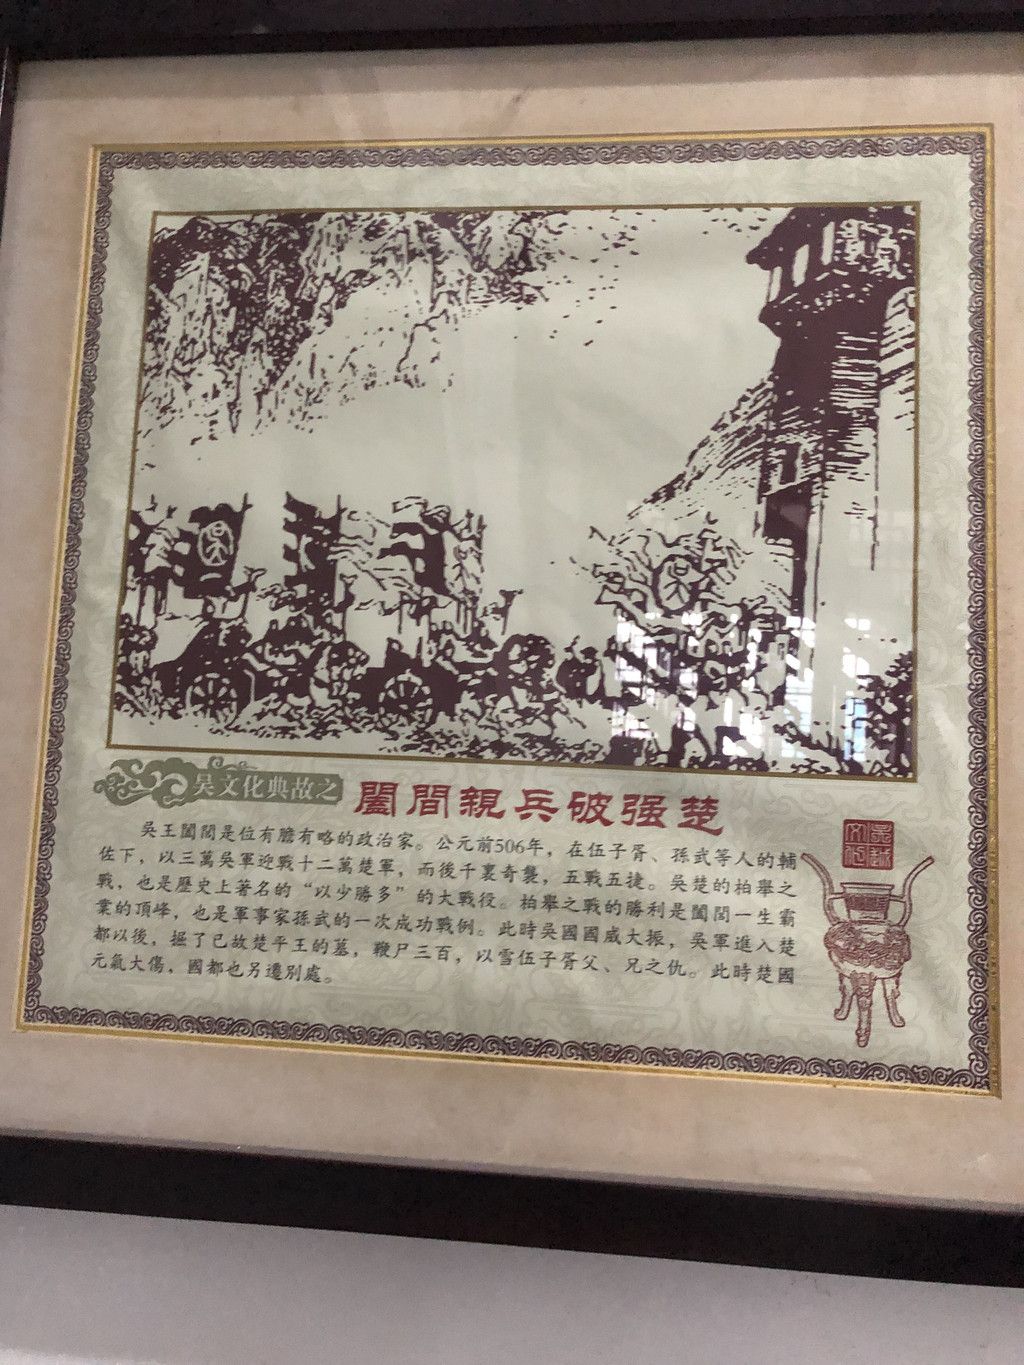 吴文化典故之 闔閭親兵破强楚
吳王闔閭是位有膽有略的政治家。公元前506年，在伍子胥、孫武等人的輔
佐下，以三萬吳軍迎戰十二萬楚軍，而後千裏奇襲，五戰五捷。吳楚的柏舉之
戰，也是歷史上著名的“以少勝多”的大戰役。柏舉之戰的勝利是闔閭一生霸
業的頂峰，也是軍事家孫武的一次成功戰例。此時吳國國威大振，吳軍進入楚
都以後，掘了已故楚平王的墓，鞭尸三百，以雪伍子胥父、兄之仇。此時楚國
元氣大傷，國都也另遷別處。